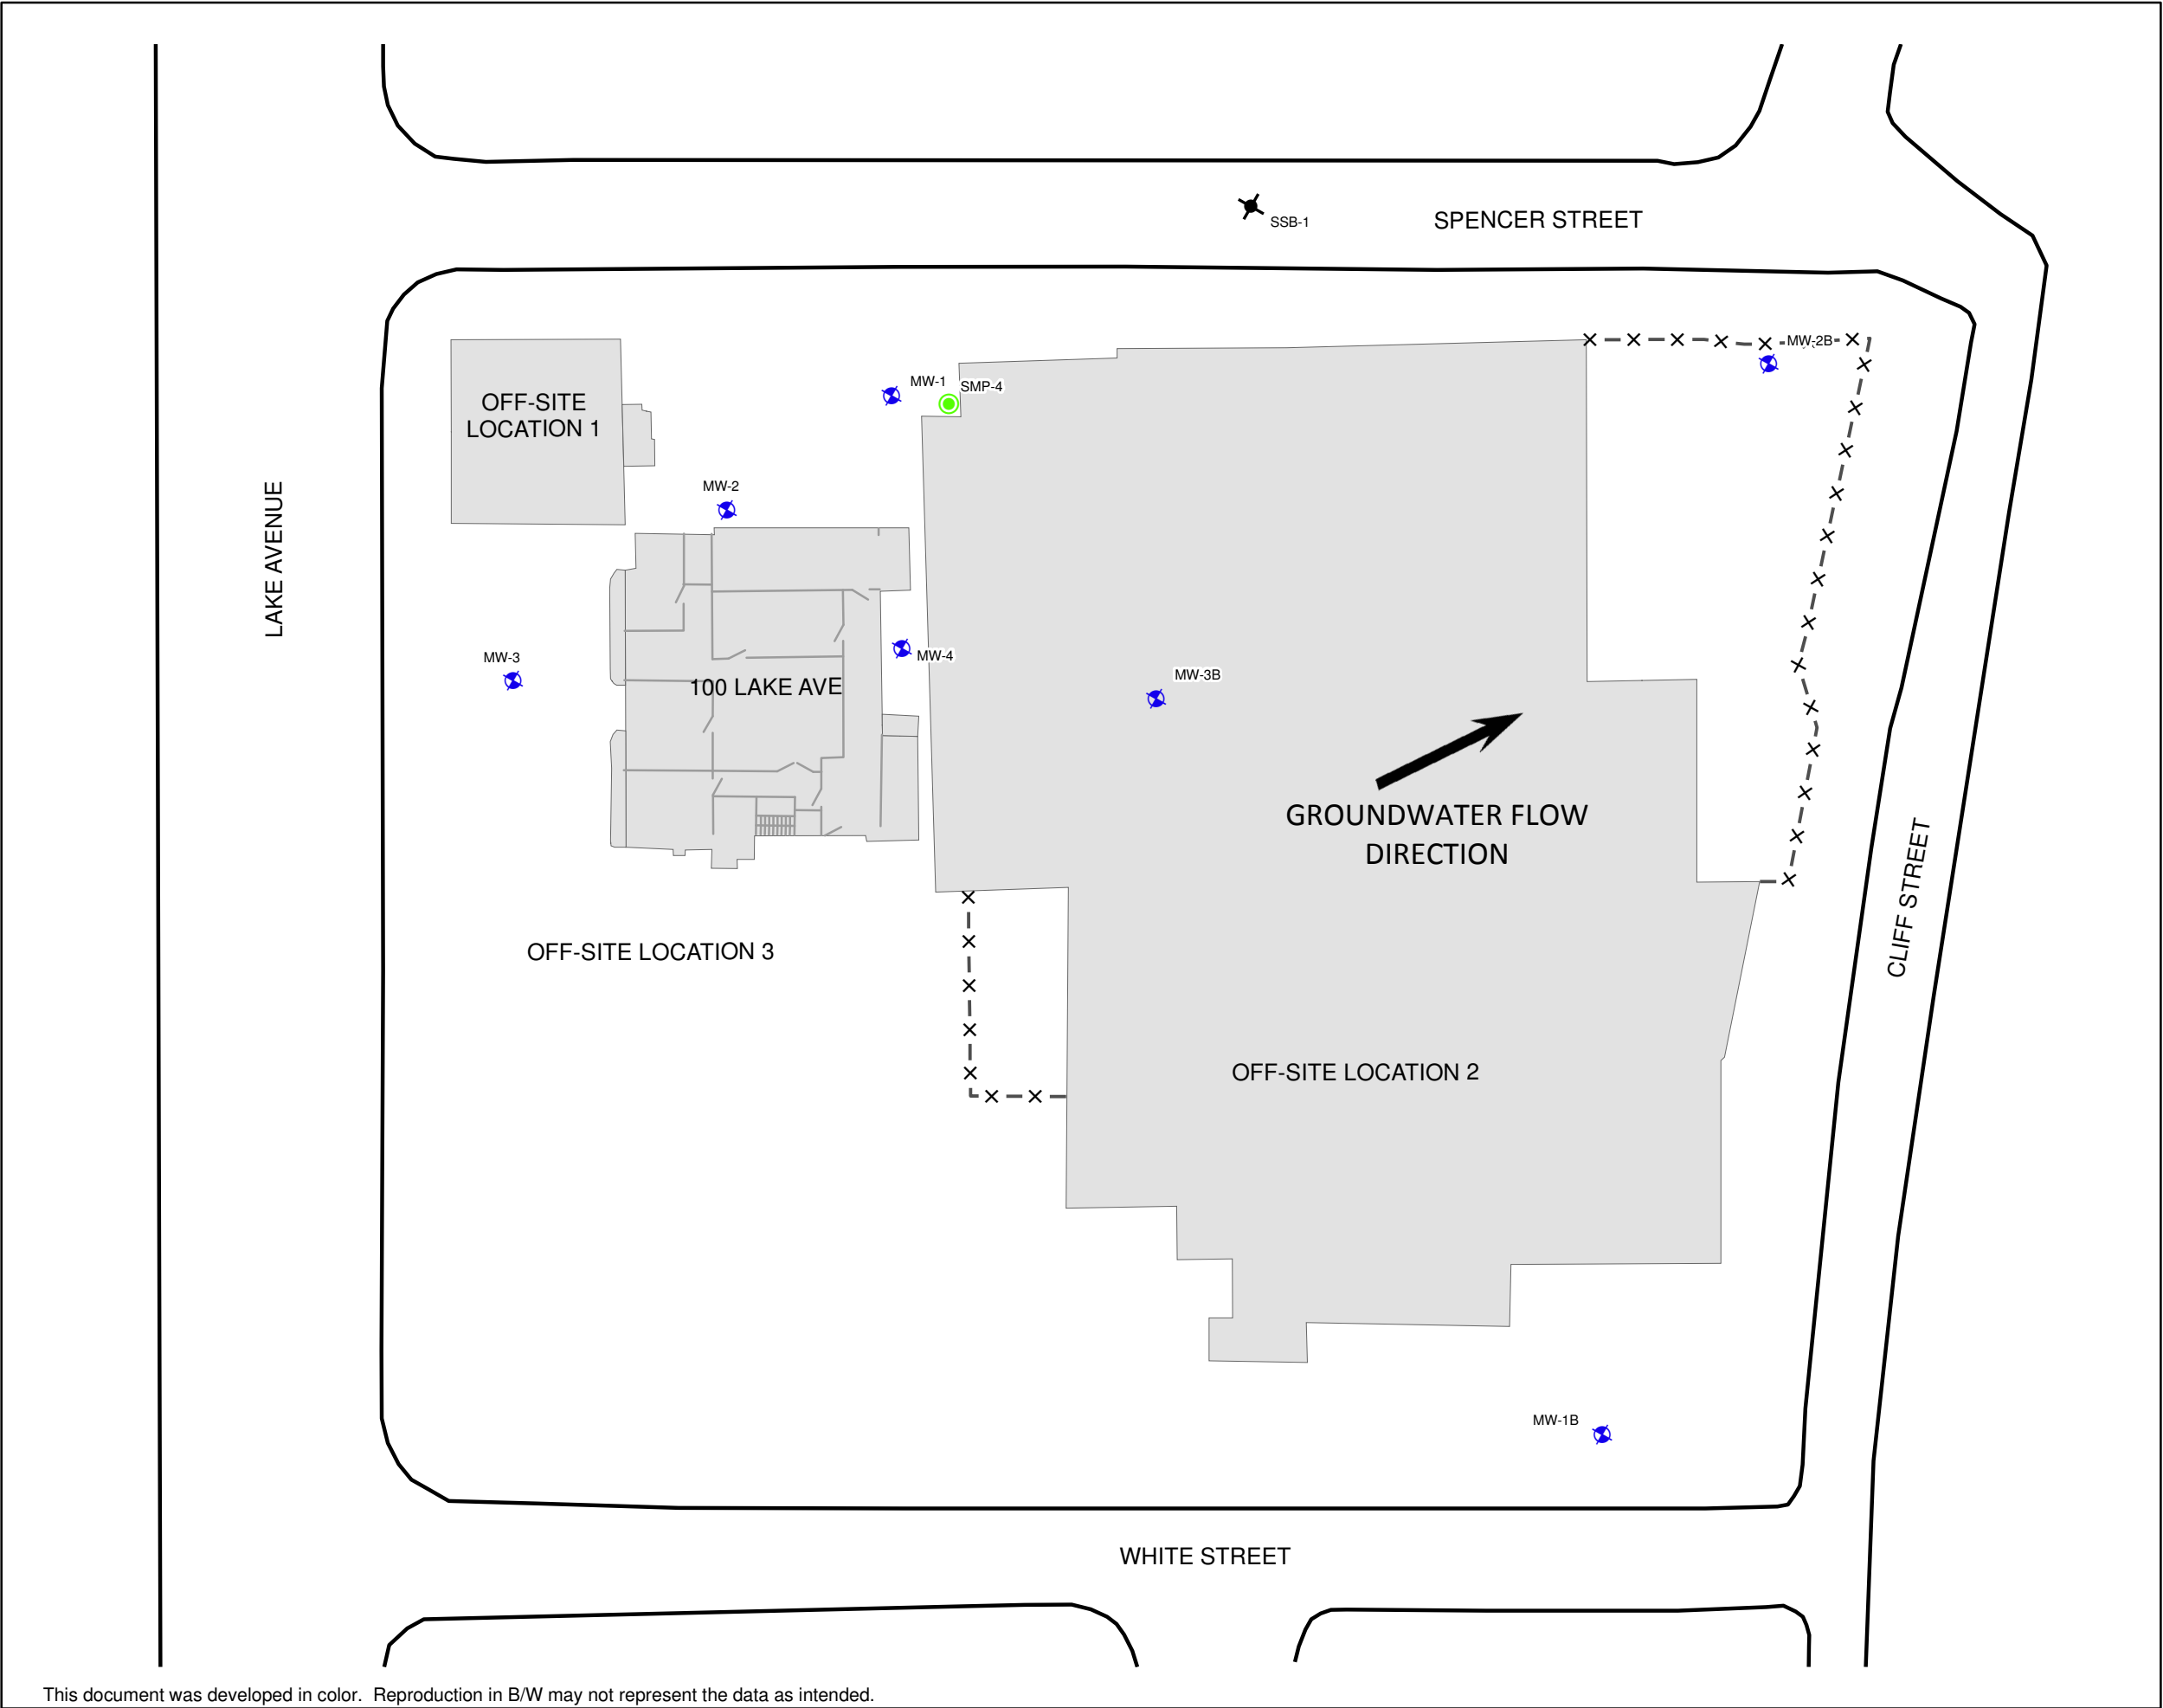 SSB-1
SPENCER STREET
MW-2B
MW-1
SMP-4
OFF-SITE
LOCATION 1
MW-2
LAKE AVENUE
MW-3
MW-4
100 LAKE AVE
MW-3B
GROUNDWATER FLOW
DIRECTION
CLIFF STREET
OFF-SITE LOCATION 3
OFF-SITE LOCATION 2
MW-1B
WHITE STREET
This document was developed in color. Reproduction in B/W may not represent the data as intended.